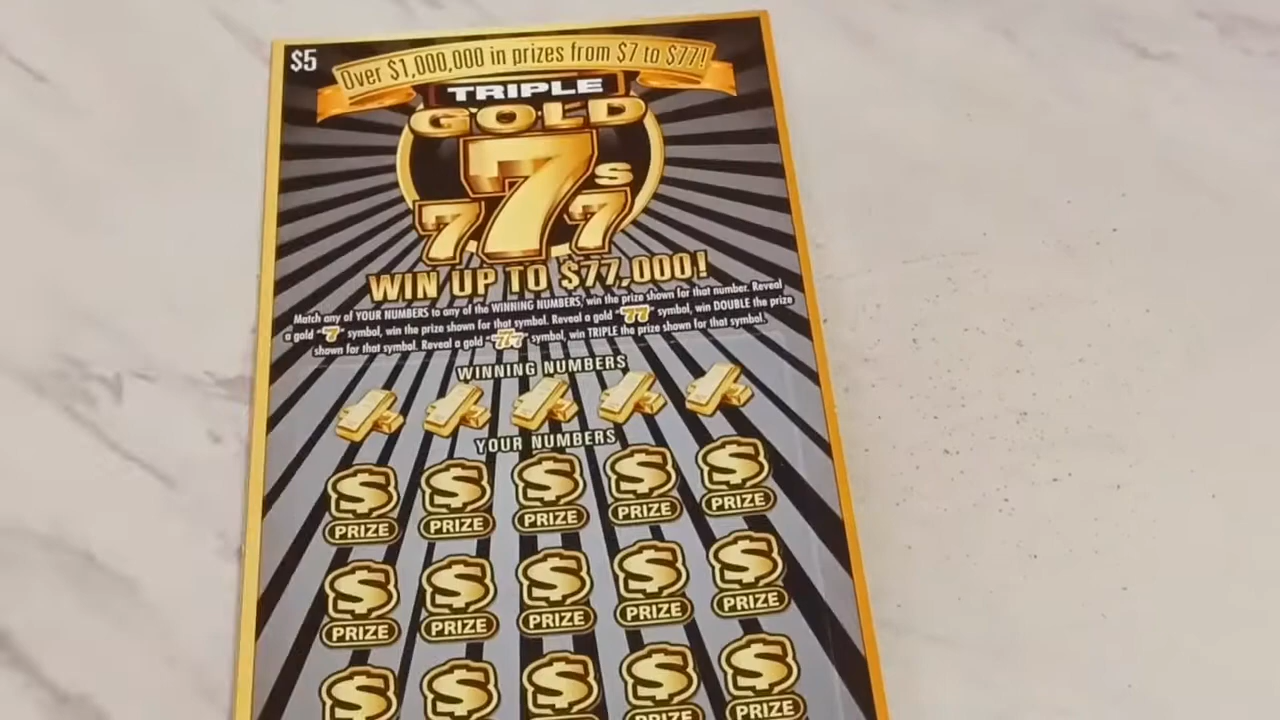 $5
Over $1,000,000 in prizes from $7 to $77!
TRIPLE
GOLD
7s
7 7
WIN UP TO $77,000!
Match any of YOUR NUMBERS to any of the WINNING NUMBERS, win the prize shown for that number. Reveal
a gold "7" symbol, win the prize shown for that symbol. Reveal a gold "77" symbol, win DOUBLE the prize
shown for that symbol. Reveal a gold "777" symbol, win TRIPLE the prize shown for that symbol.
WINNING NUMBERS
YOUR NUMBERS
$ $ $ $ $
PRIZE PRIZE PRIZE PRIZE PRIZE
$ $ $ $ $
PRIZE PRIZE PRIZE PRIZE PRIZE
$ $ $ $ $
PRIZE PRIZE